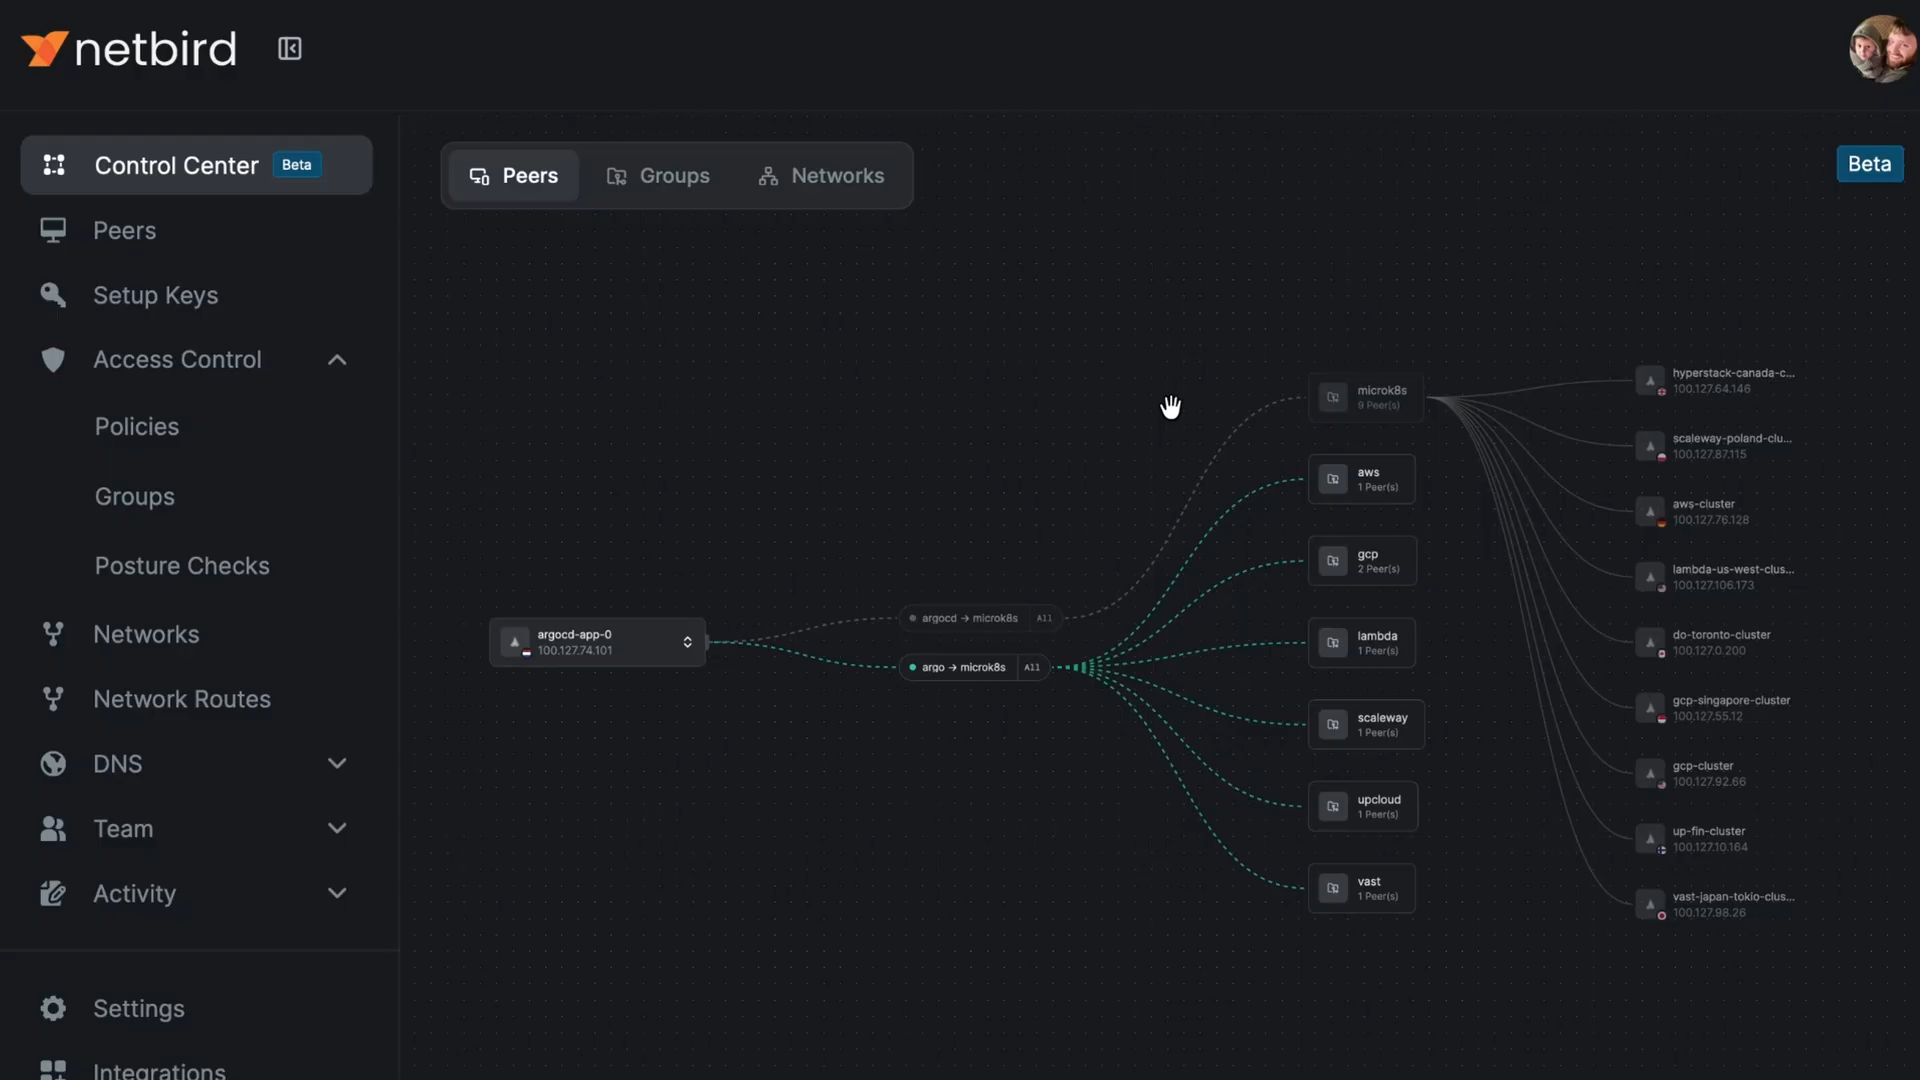 netbird
Control Center Beta
Peers
Setup Keys
Access Control
Policies
Groups
Posture Checks
Networks
Network Routes
DNS
Team
Activity
Settings
Integrations
Peers
Groups
Networks
Beta
argocd-app-0
100.127.74.101
argocd → microk8s All
argo → microk8s All
microk8s
9 Peer(s)
aws
1 Peer(s)
gcp
2 Peer(s)
lambda
1 Peer(s)
scaleway
1 Peer(s)
upcloud
1 Peer(s)
vast
1 Peer(s)
hyperstack-canada-c...
100.127.64.146
scaleway-poland-clu...
100.127.87.115
aws-cluster
100.127.76.128
lambda-us-west-clus...
100.127.106.173
do-toronto-cluster
100.127.0.200
gcp-singapore-cluster
100.127.55.12
gcp-cluster
100.127.92.66
up-fin-cluster
100.127.10.164
vast-japan-tokio-clus...
100.127.98.26